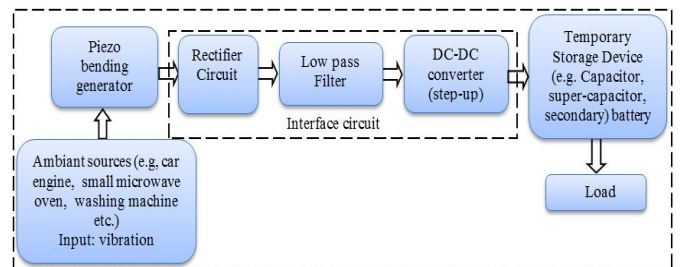 Piezo
bending
generator
Rectifier
Circuit
Low pass
Filter
DC-DC
converter
(step-up)
Interface circuit
Temporary
Storage Device
(e.g. Capacitor,
super-capacitor,
secondary) battery
Ambiant sources (e.g, car
engine, small microwave
oven, washing machine
etc.)
Input: vibration
Load